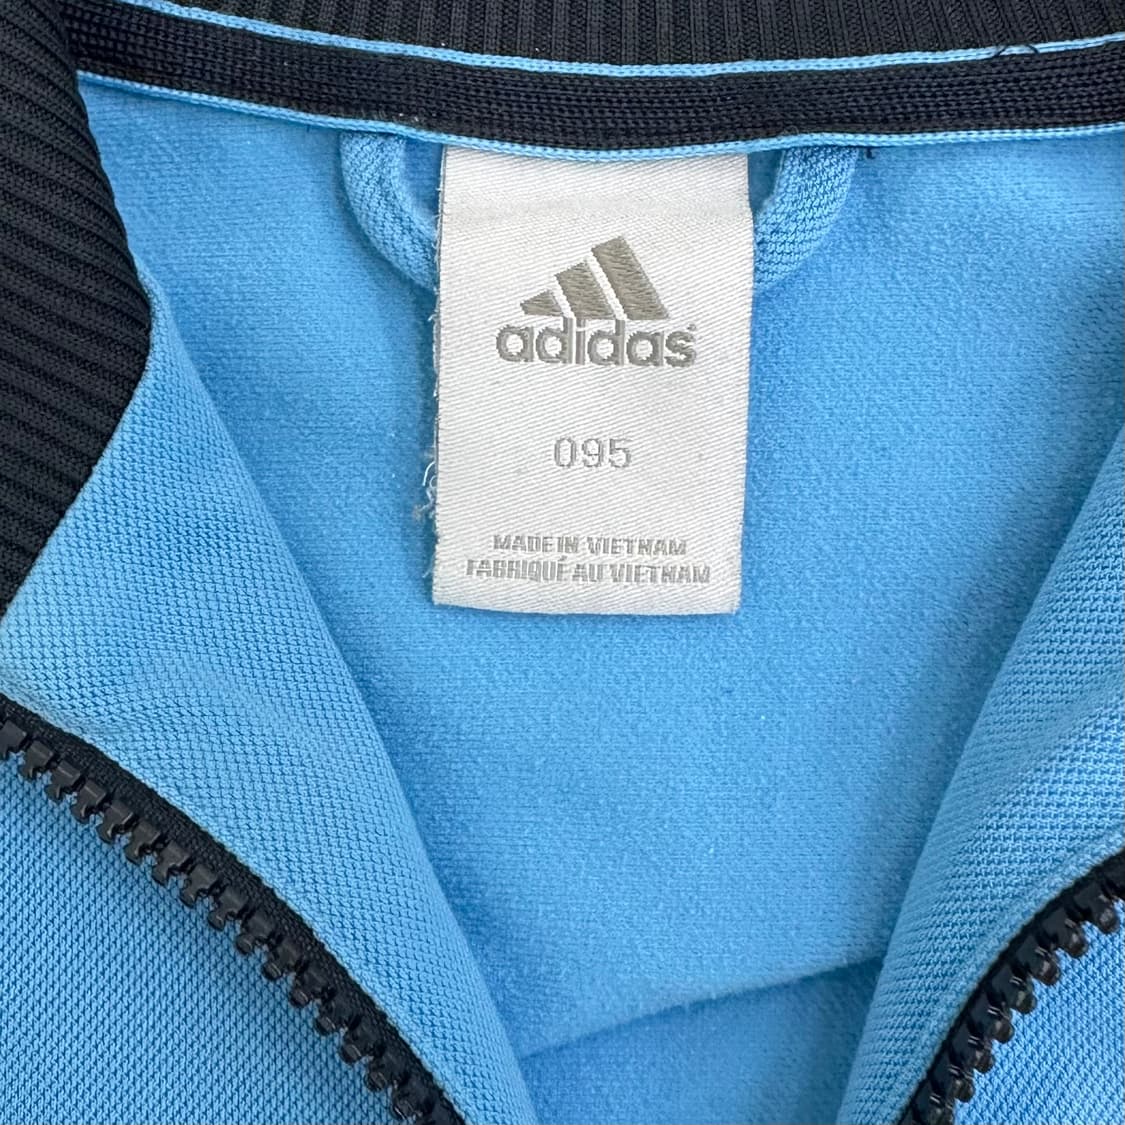 adidas
095
MADE IN VIETNAM
FABRIQUÉ AU VIETNAM